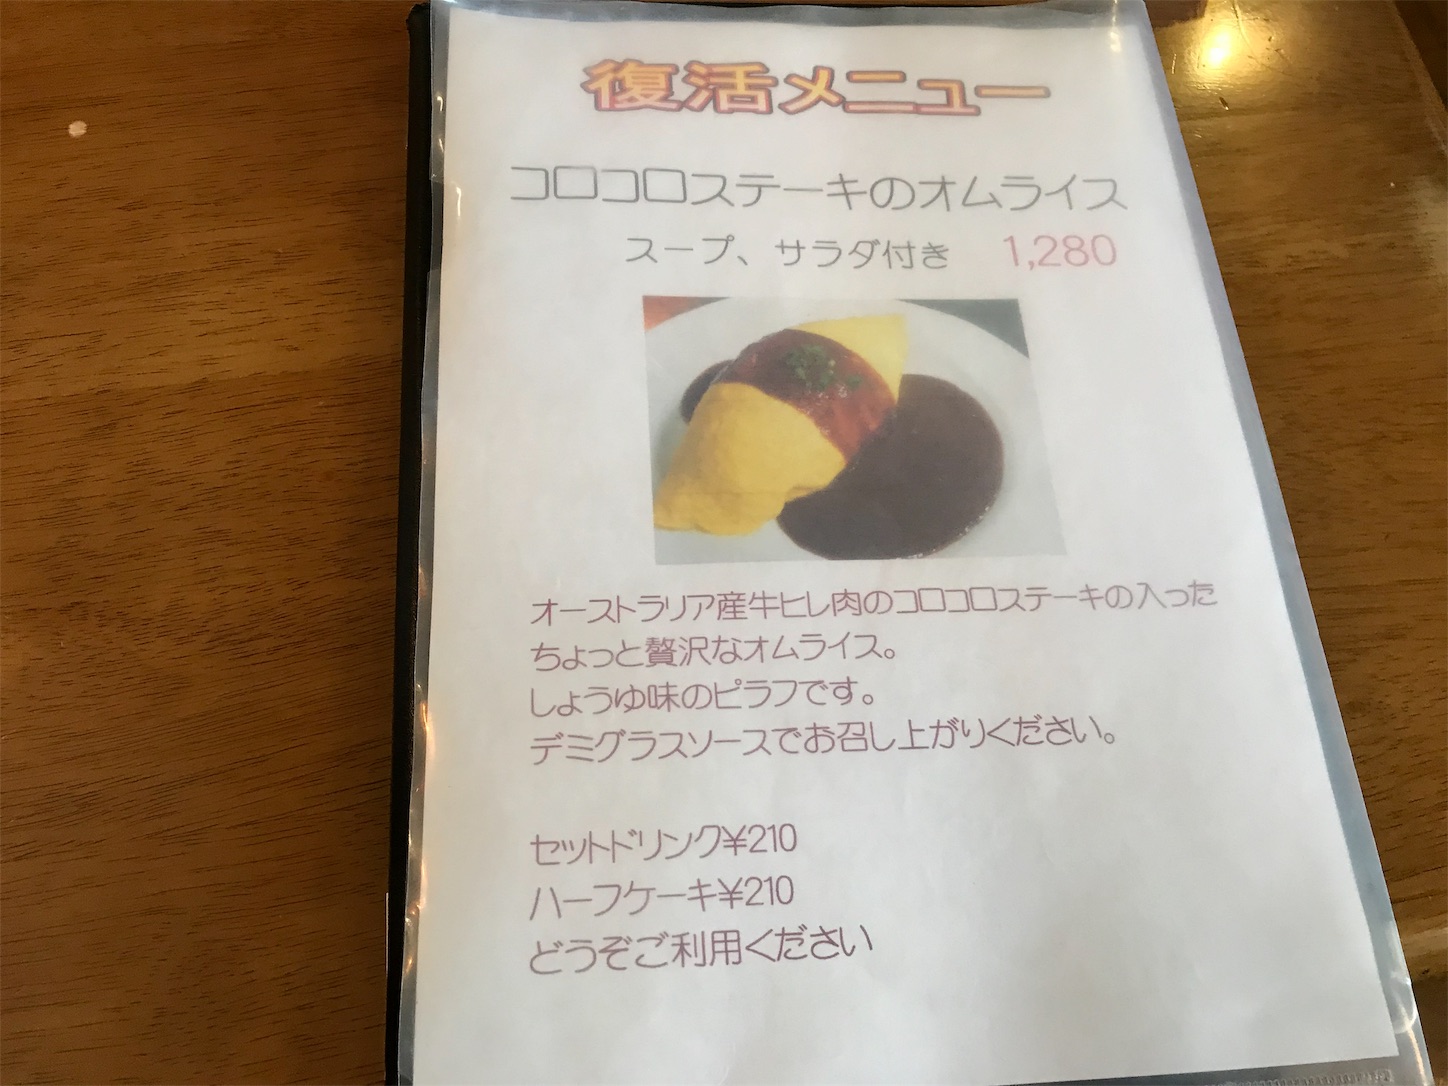 復活メニュー
コロコロステーキのオムライス
スープ、サラダ付き 1,280
オーストラリア産牛ヒレ肉のコロコロステーキの入った
ちょっと贅沢なオムライス。
しょうゆ味のピラフです。
デミグラスソースでお召し上がりください。
セットドリンク¥210
ハーフケーキ¥210
どうぞご利用ください